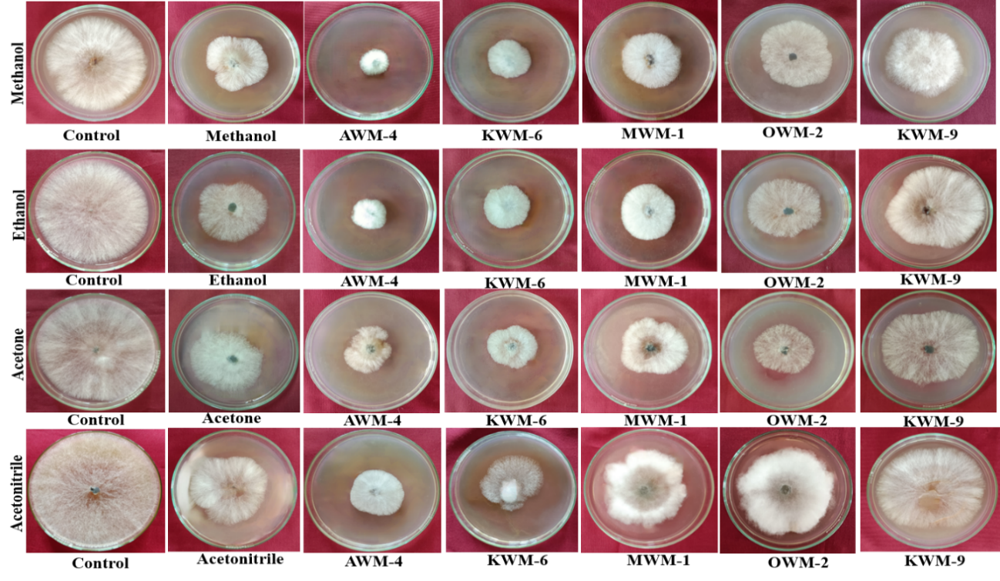 Methanol
Control Methanol AWM-4 KWM-6 MWM-1 OWM-2 KWM-9
Ethanol
Control Ethanol AWM-4 KWM-6 MWM-1 OWM-2 KWM-9
Acetone
Control Acetone AWM-4 KWM-6 MWM-1 OWM-2 KWM-9
Acetonitrile
Control Acetonitrile AWM-4 KWM-6 MWM-1 OWM-2 KWM-9